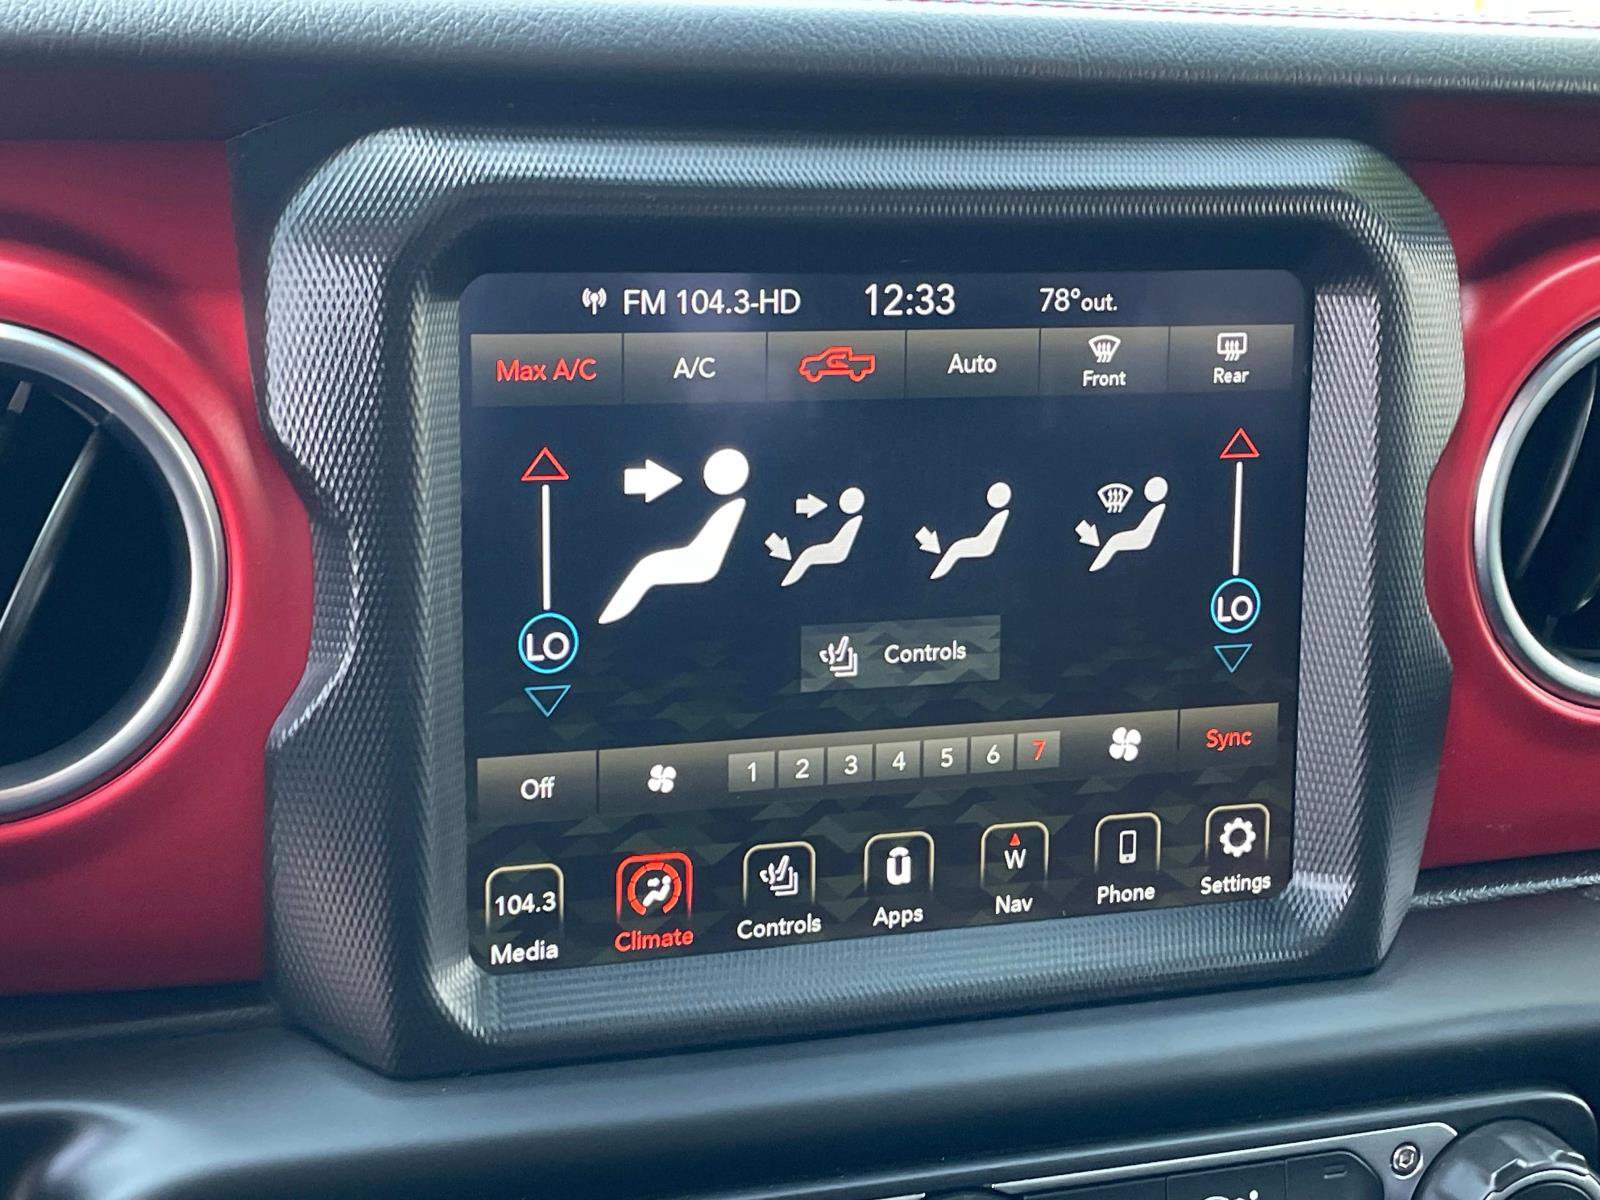 FM 104.3-HD 12:33 78°out.
Max A/C A/C Auto Front Rear
LO LO
Controls
Off 1 2 3 4 5 6 7 Sync
104.3 W
Media Climate Controls Apps Nav Phone Settings